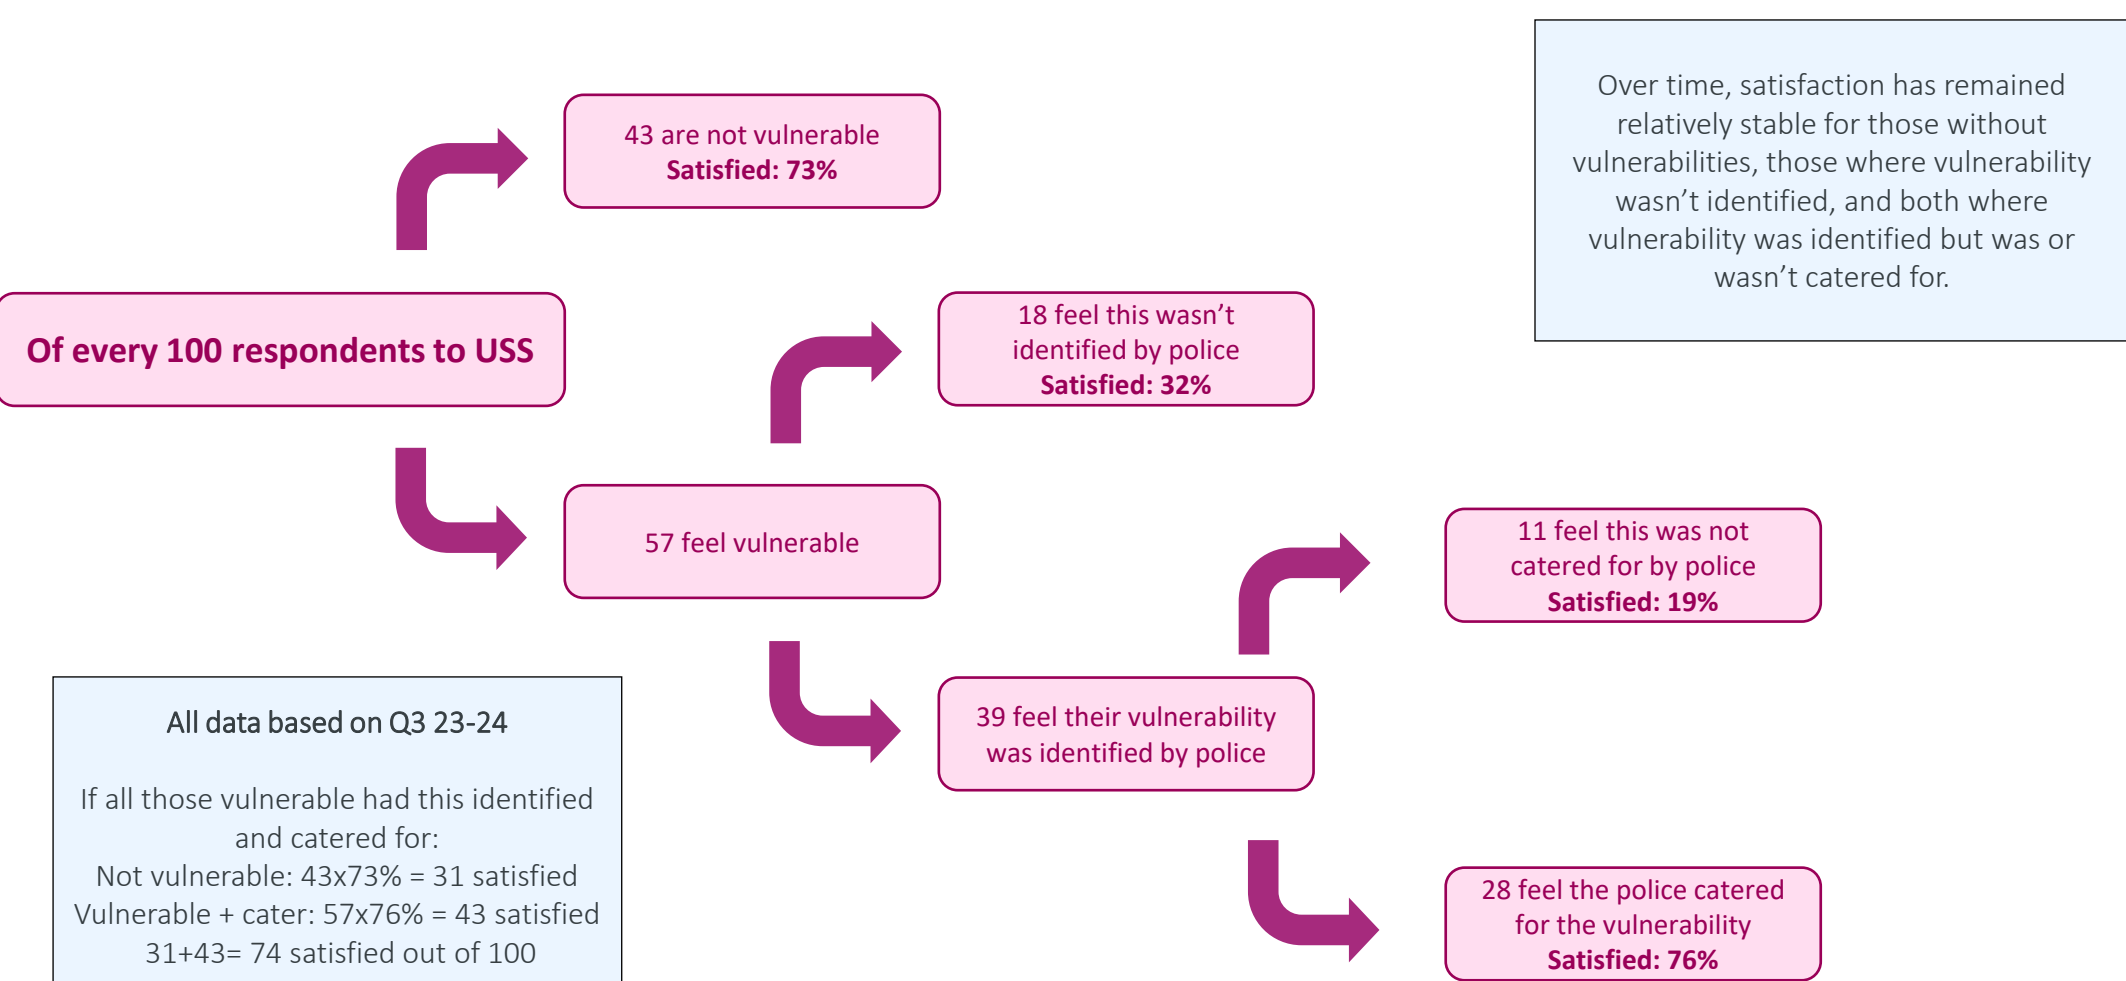 43 are not vulnerable
Satisfied: 73%
Over time, satisfaction has remained
relatively stable for those without
vulnerabilities, those where vulnerability
wasn’t identified, and both where
vulnerability was identified but was or
wasn’t catered for.
Of every 100 respondents to USS
18 feel this wasn’t
identified by police
Satisfied: 32%
57 feel vulnerable
11 feel this was not
catered for by police
Satisfied: 19%
39 feel their vulnerability
was identified by police
28 feel the police catered
for the vulnerability
Satisfied: 76%
All data based on Q3 23-24
If all those vulnerable had this identified
and catered for:
Not vulnerable: 43x73% = 31 satisfied
Vulnerable + cater: 57x76% = 43 satisfied
31+43= 74 satisfied out of 100